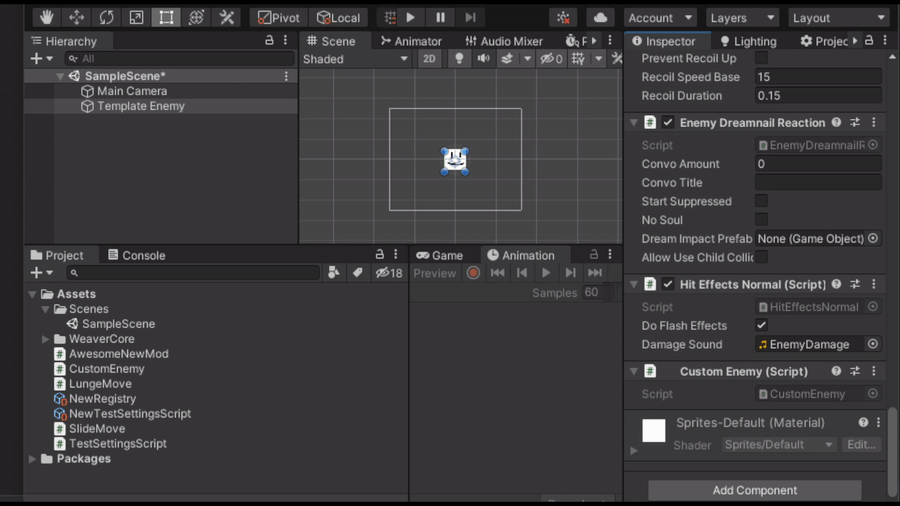 Pivot
Local
Account
Layers
Layout
Hierarchy
All
SampleScene*
Main Camera
Template Enemy
Scene
Animator
Audio Mixer
Shaded
2D
0
Inspector
Lighting
Projec
Prevent Recoil Up
Recoil Speed Base 15
Recoil Duration 0.15
# Enemy Dreamnail Reaction
Script EnemyDreamnailR
Convo Amount 0
Convo Title
Start Suppressed
No Soul
Dream Impact Prefab None (Game Object)
Allow Use Child Collic
# Hit Effects Normal (Script)
Script HitEffectsNormal
Do Flash Effects
Damage Sound EnemyDamage
# Custom Enemy (Script)
Script CustomEnemy
Sprites-Default (Material)
Shader Sprites/Default Edit...
Add Component
Project
Console
18
Assets
Scenes
SampleScene
WeaverCore
AwesomeNewMod
CustomEnemy
LungeMove
NewRegistry
NewTestSettingsScript
SlideMove
TestSettingsScript
Packages
Game
Animation
Preview
Samples 60